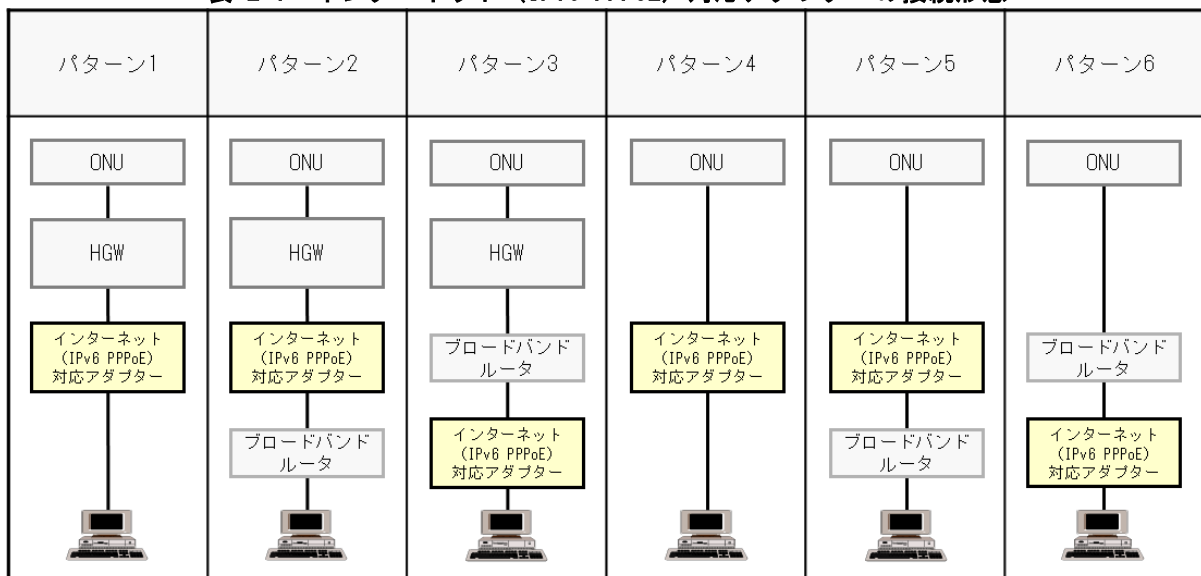 パターン1
パターン2
パターン3
パターン4
パターン5
パターン6
ONU
HGW
インターネット
(IPv6 PPPoE)
対応アダプター
ONU
HGW
インターネット
(IPv6 PPPoE)
対応アダプター
ブロードバンド
ルータ
ONU
HGW
ブロードバンド
ルータ
インターネット
(IPv6 PPPoE)
対応アダプター
ONU
インターネット
(IPv6 PPPoE)
対応アダプター
ONU
インターネット
(IPv6 PPPoE)
対応アダプター
ブロードバンド
ルータ
ONU
ブロードバンド
ルータ
インターネット
(IPv6 PPPoE)
対応アダプター